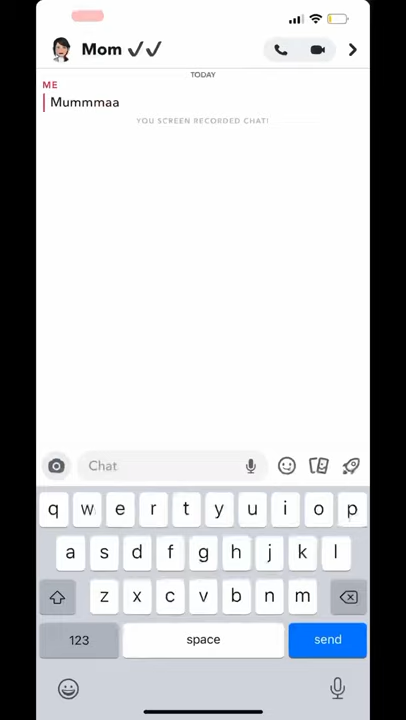 Mom ✓✓
TODAY
ME
Mummmaa
YOU SCREEN RECORDED CHAT!
Chat
q w e r t y u i o p
a s d f g h j k l
z x c v b n m
123 space send